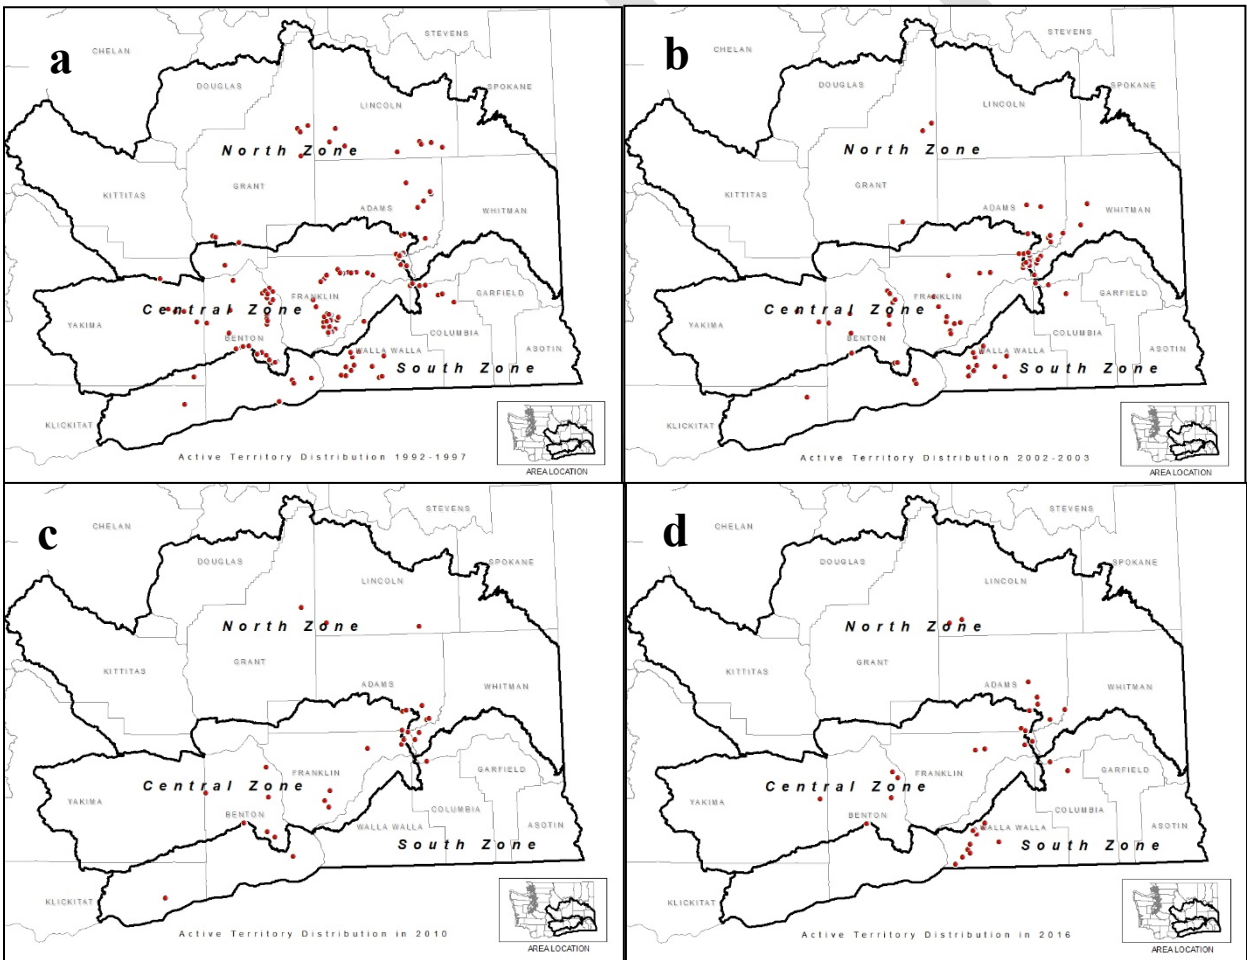 a
CHELAN
STEVENS
DOUGLAS
SPOKANE
LINCOLN
North Zone
KITTITAS
GRANT
ADAMS
WHITMAN
Central Zone
FRANKLIN
GARFIELD
YAKIMA
BENTON
COLUMBIA
WALLA WALLA
ASOTIN
South Zone
KLICKITAT
Active Territory Distribution 1992-1997
AREA LOCATION
b
CHELAN
STEVENS
DOUGLAS
SPOKANE
LINCOLN
North Zone
KITTITAS
GRANT
ADAMS
WHITMAN
Central Zone
FRANKLIN
GARFIELD
YAKIMA
BENTON
COLUMBIA
WALLA WALLA
ASOTIN
South Zone
KLICKITAT
Active Territory Distribution 2002-2003
AREA LOCATION
c
CHELAN
STEVENS
DOUGLAS
SPOKANE
LINCOLN
North Zone
KITTITAS
GRANT
ADAMS
WHITMAN
Central Zone
FRANKLIN
GARFIELD
YAKIMA
BENTON
COLUMBIA
WALLA WALLA
ASOTIN
South Zone
KLICKITAT
Active Territory Distribution in 2010
AREA LOCATION
d
CHELAN
STEVENS
DOUGLAS
SPOKANE
LINCOLN
North Zone
KITTITAS
GRANT
ADAMS
WHITMAN
Central Zone
FRANKLIN
GARFIELD
YAKIMA
BENTON
COLUMBIA
WALLA WALLA
ASOTIN
South Zone
KLICKITAT
Active Territory Distribution in 2016
AREA LOCATION